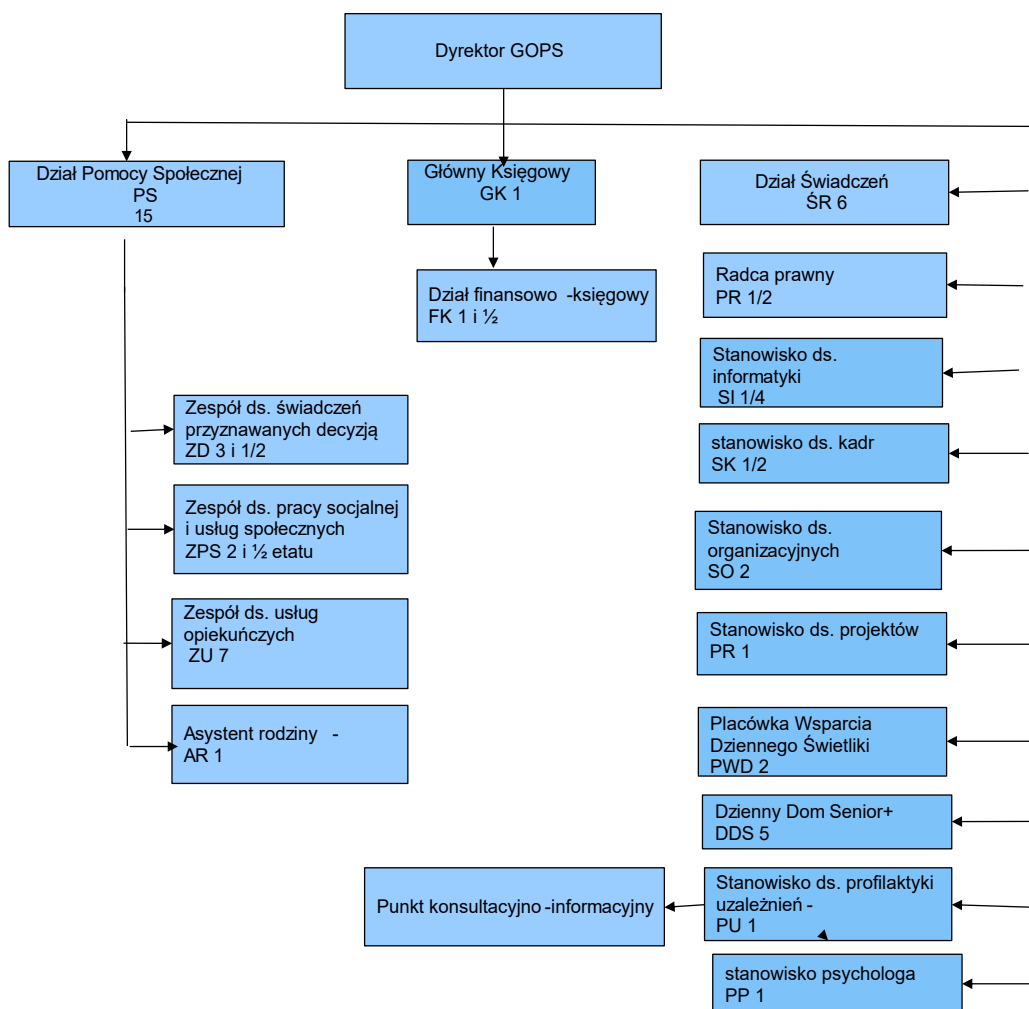 Dyrektor GOPS
Dział Pomocy Społecznej
PS
15
Główny Księgowy
GK 1
Dział Świadczeń
ŚR 6
Dział finansowo -księgowy
FK 1 i ½
Radca prawny
PR 1/2
Stanowisko ds.
informatyki
SI 1/4
Zespół ds. świadczeń
przyznawanych decyzją
ZD 3 i 1/2
stanowisko ds. kadr
SK 1/2
Zespół ds. pracy socjalnej
i usług społecznych
ZPS 2 i ½ etatu
Stanowisko ds.
organizacyjnych
SO 2
Zespół ds. usług
opiekuńczych
ZU 7
Stanowisko ds. projektów
PR 1
Asystent rodziny -
AR 1
Placówka Wsparcia
Dziennego Świetliki
PWD 2
Dzienny Dom Senior+
DDS 5
Punkt konsultacyjno -informacyjny
Stanowisko ds. profilaktyki
uzależnień -
PU 1
stanowisko psychologa
PP 1